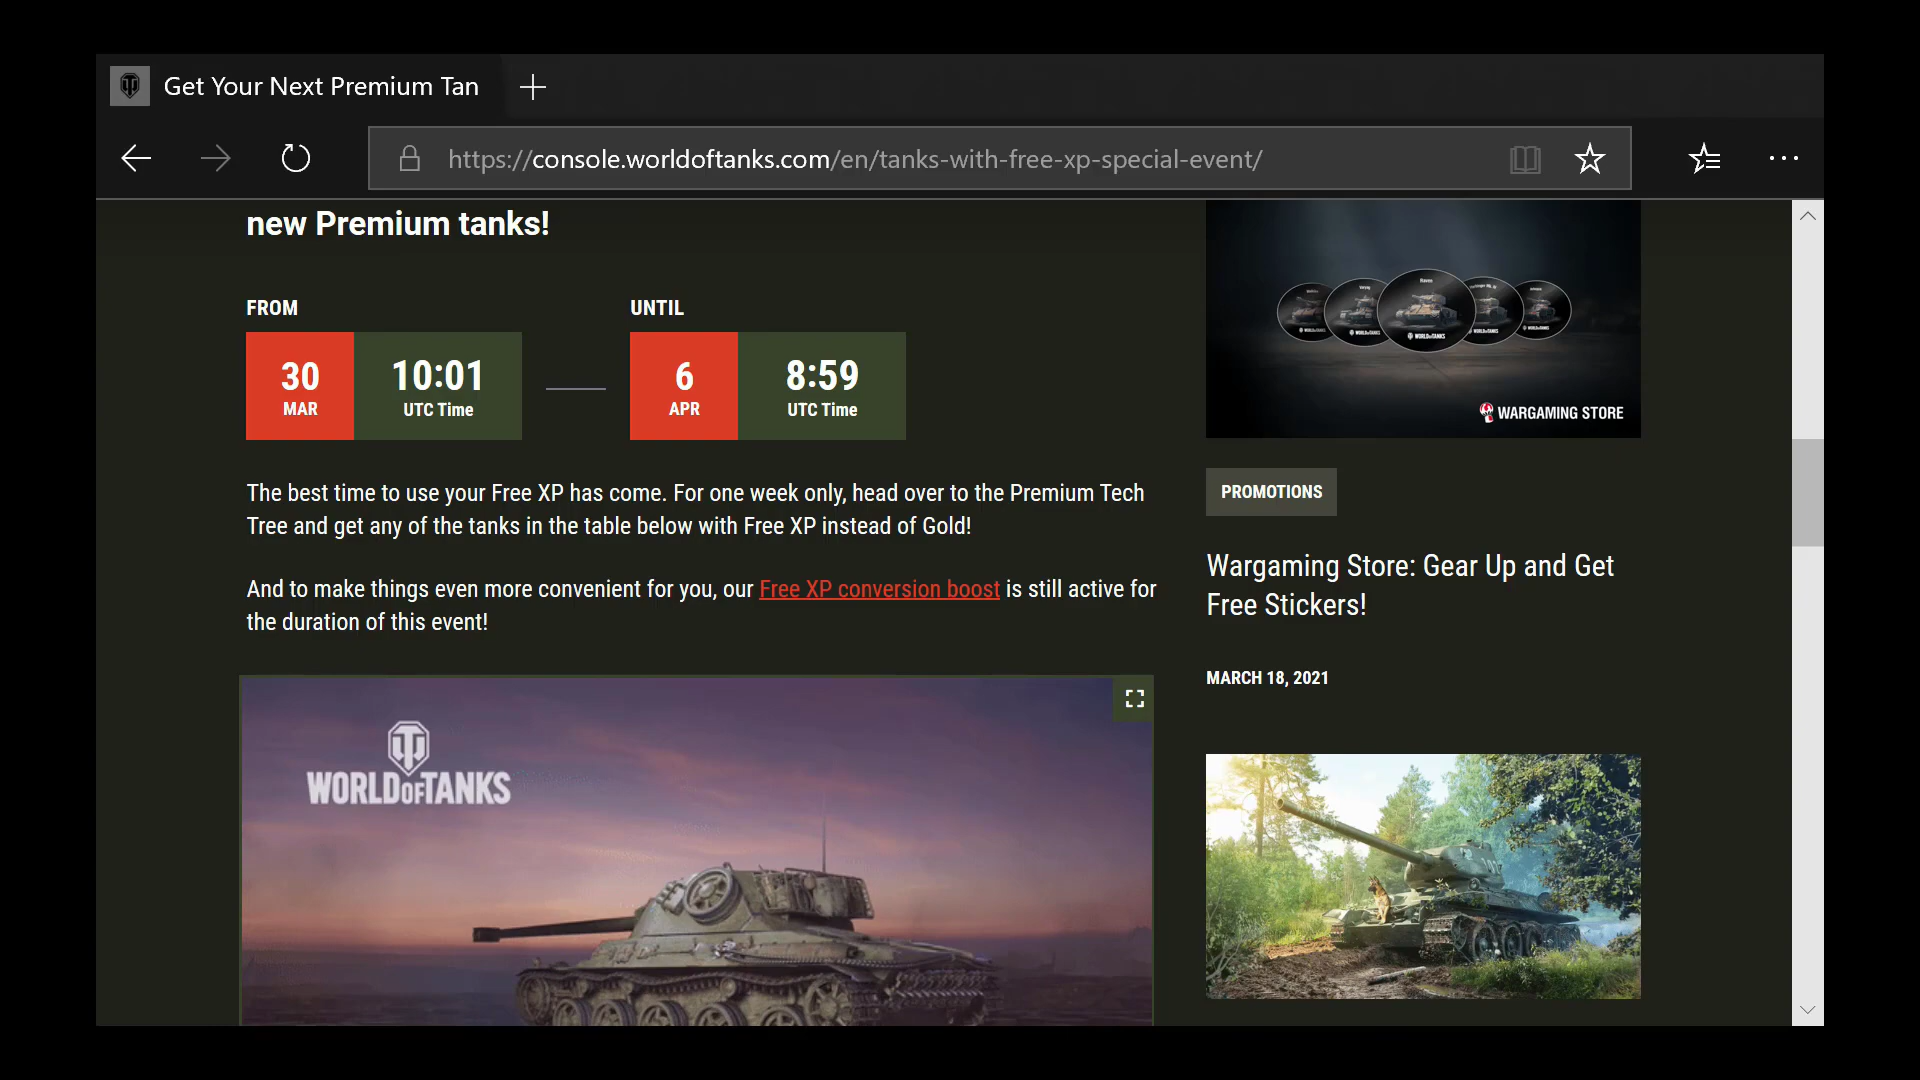 Get Your Next Premium Tan
https://console.worldoftanks.com/en/tanks-with-free-xp-special-event/
new Premium tanks!
FROM
UNTIL
30
MAR
10:01
UTC Time
6
APR
8:59
UTC Time
The best time to use your Free XP has come. For one week only, head over to the Premium Tech
Tree and get any of the tanks in the table below with Free XP instead of Gold!
And to make things even more convenient for you, our Free XP conversion boost is still active for
the duration of this event!
WORLD OF TANKS
WARGAMING STORE
PROMOTIONS
Wargaming Store: Gear Up and Get
Free Stickers!
MARCH 18, 2021